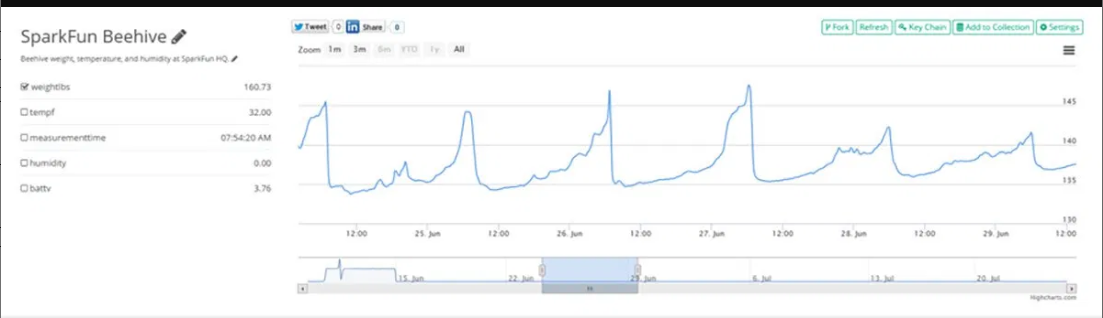 SparkFun Beehive
Beehive weight, temperature, and humidity at SparkFun HQ.
weightlbs 160.73
tempf 32.00
measurementtime 07:54:20 AM
humidity 0.00
battv 3.76
Tweet 0 in Share 0
Fork Refresh Key Chain Add to Collection Settings
Zoom 1m 3m 6m YTD 1y All
145
140
135
130
12:00 25. Jun 12:00 26. Jun 12:00 27. Jun 12:00 28. Jun 12:00 29. Jun 12:00
15. Jun 22. Jun 29. Jun 6. Jul 13. Jul 20. Jul
Highcharts.com